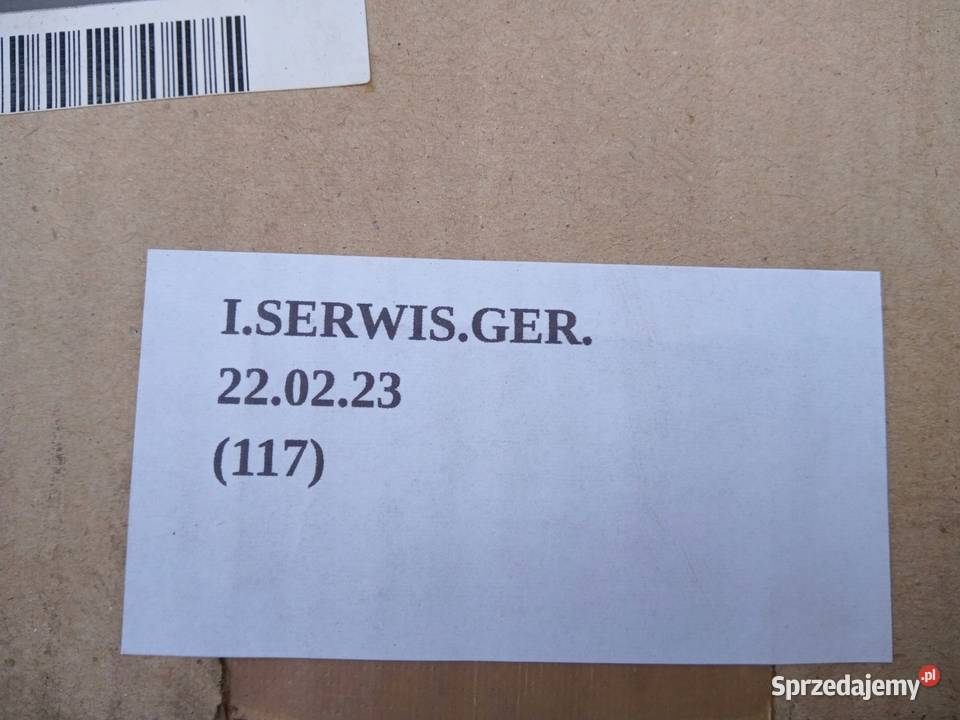 I.SERWIS.GER.
22.02.23
(117)
Sprzedajemy.pl